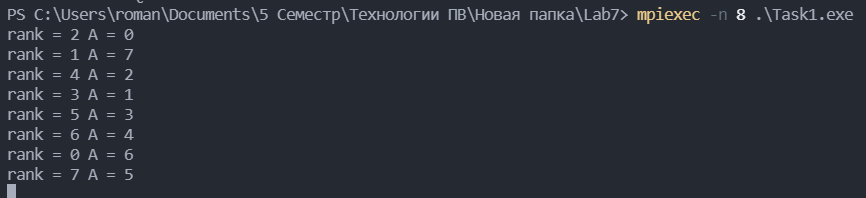 PS C:\Users\roman\Documents\5 Семестр\Технологии ПВ\Новая папка\Lab7> mpiexec -n 8 .\Task1.exe
rank = 2 A = 0
rank = 1 A = 7
rank = 4 A = 2
rank = 3 A = 1
rank = 5 A = 3
rank = 6 A = 4
rank = 0 A = 6
rank = 7 A = 5